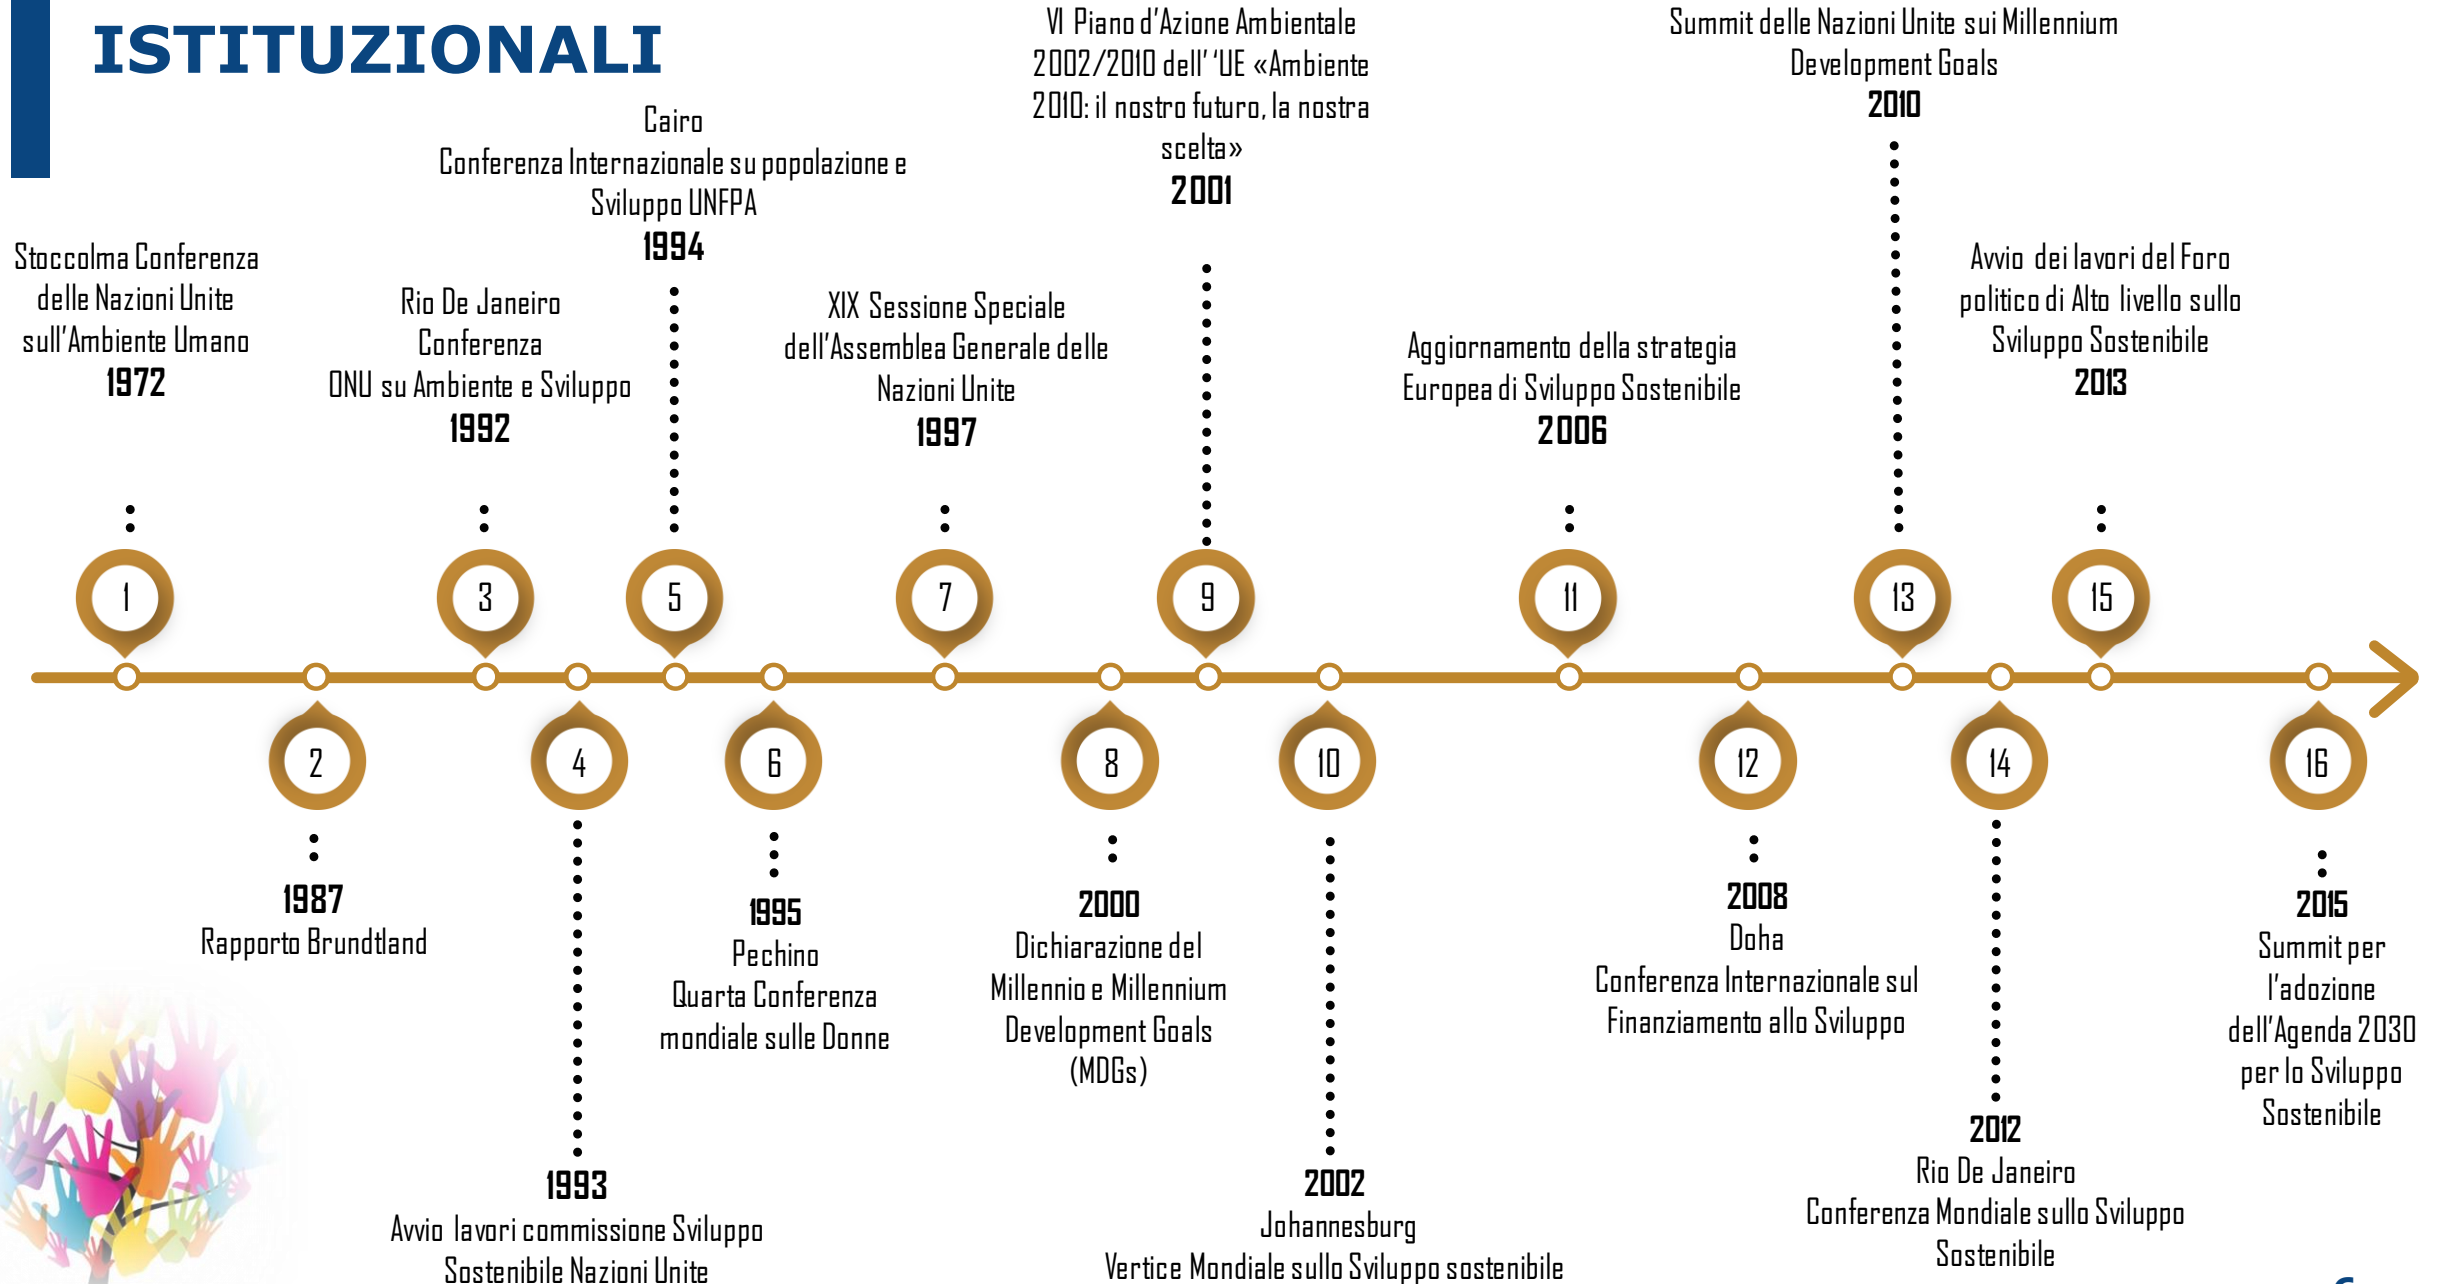 ISTITUZIONALI
Stoccolma Conferenza
delle Nazioni Unite
sull'Ambiente Umano
1972
Rio De Janeiro
Conferenza
ONU su Ambiente e Sviluppo
1992
Cairo
Conferenza Internazionale su popolazione e
Sviluppo UNFPA
1994
XIX Sessione Speciale
dell'Assemblea Generale delle
Nazioni Unite
1997
VI Piano d'Azione Ambientale
2002/2010 dell' 'UE «Ambiente
2010: il nostro futuro, la nostra
scelta»
2001
Aggiornamento della strategia
Europea di Sviluppo Sostenibile
2006
Summit delle Nazioni Unite sui Millennium
Development Goals
2010
Avvio dei lavori del Foro
politico di Alto livello sullo
Sviluppo Sostenibile
2013
1
3
5
7
9
11
13
15
2
4
6
8
10
12
14
16
1987
Rapporto Brundtland
1993
Avvio lavori commissione Sviluppo
Sostenibile Nazioni Unite
1995
Pechino
Quarta Conferenza
mondiale sulle Donne
2000
Dichiarazione del
Millennio e Millennium
Development Goals
(MDGs)
2002
Johannesburg
Vertice Mondiale sullo Sviluppo sostenibile
2008
Doha
Conferenza Internazionale sul
Finanziamento allo Sviluppo
2012
Rio De Janeiro
Conferenza Mondiale sullo Sviluppo
Sostenibile
2015
Summit per
l'adozione
dell'Agenda 2030
per lo Sviluppo
Sostenibile